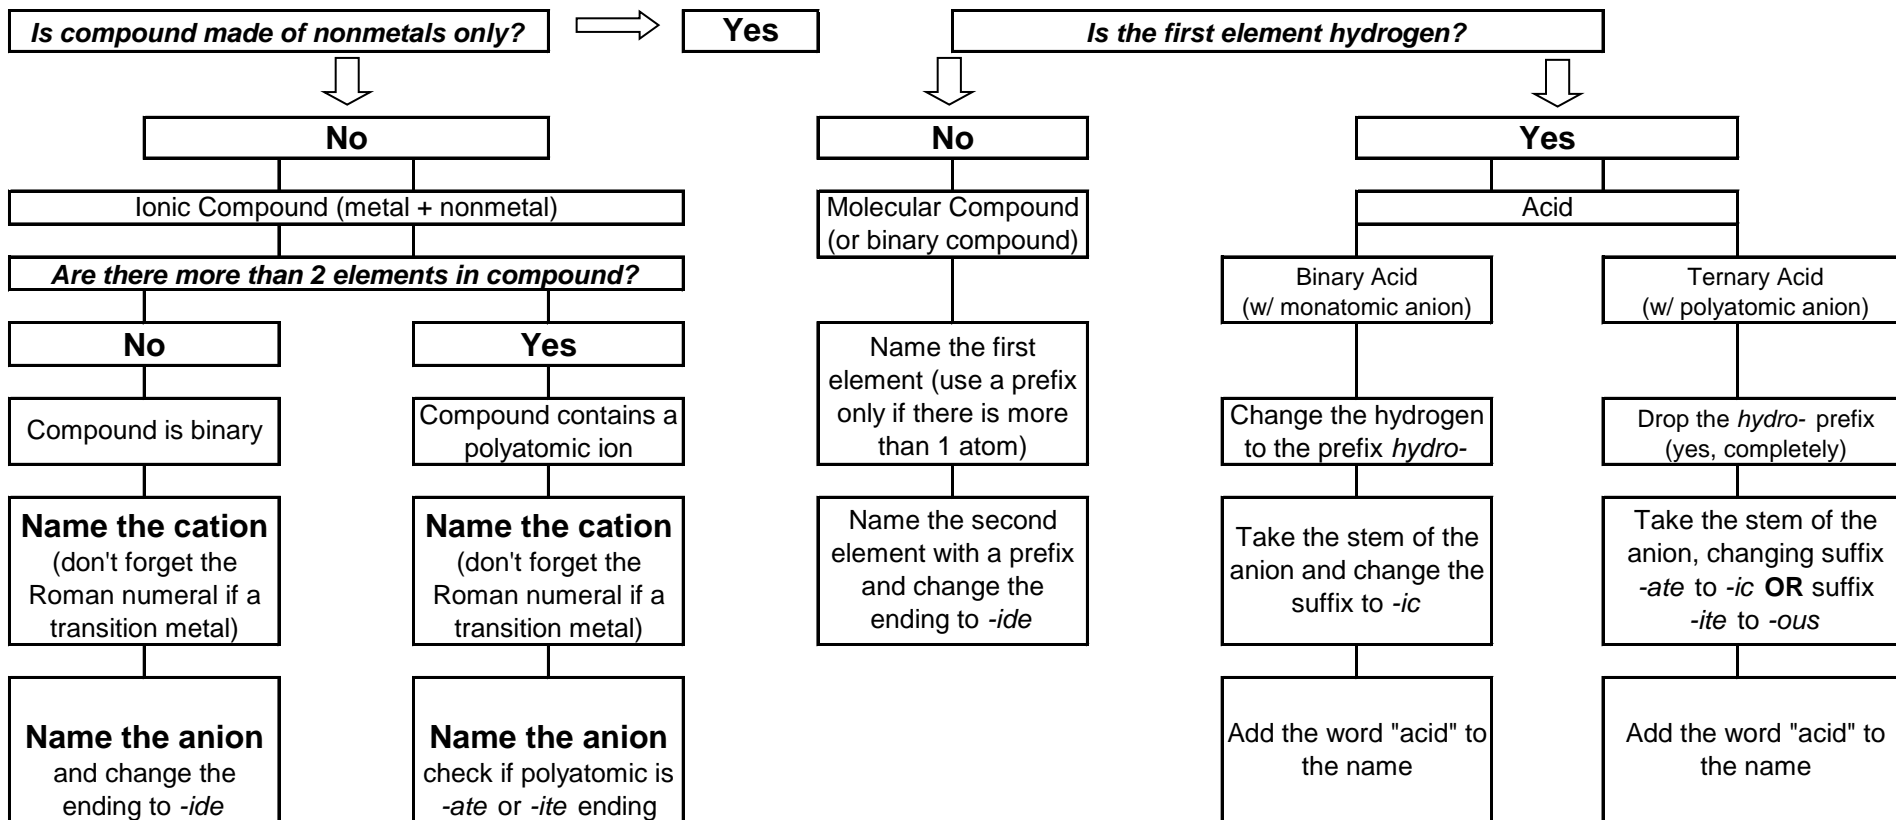 Is compound made of nonmetals only?
Yes
Is the first element hydrogen?
No
No
Yes
Ionic Compound (metal + nonmetal)
Molecular Compound
(or binary compound)
Acid
Are there more than 2 elements in compound?
Binary Acid
(w/ monatomic anion)
Ternary Acid
(w/ polyatomic anion)
No
Yes
Name the first
element (use a prefix
only if there is more
than 1 atom)
Compound is binary
Compound contains a
polyatomic ion
Change the hydrogen
to the prefix hydro-
Drop the hydro- prefix
(yes, completely)
Name the cation
(don't forget the
Roman numeral if a
transition metal)
Name the cation
(don't forget the
Roman numeral if a
transition metal)
Name the second
element with a prefix
and change the
ending to -ide
Take the stem of the
anion and change the
suffix to -ic
Take the stem of the
anion, changing suffix
-ate to -ic OR suffix
-ite to -ous
Name the anion
and change the
ending to -ide
Name the anion
check if polyatomic is
-ate or -ite ending
Add the word "acid" to
the name
Add the word "acid" to
the name